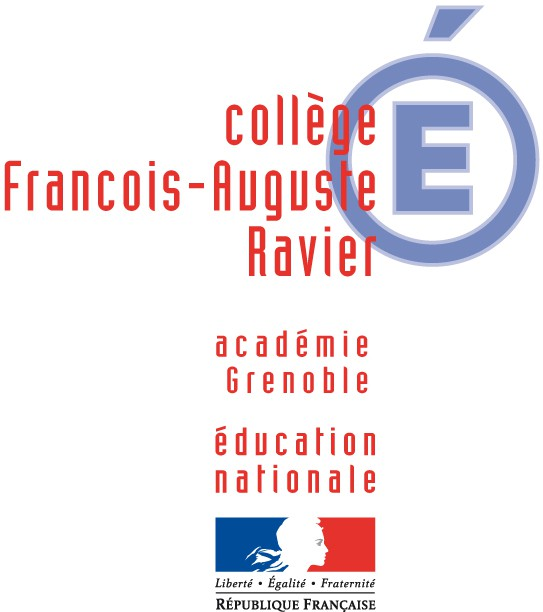 collège
Francois-Auguste
Ravier
É
académie
Grenoble
éducation
nationale
Liberté • Égalité • Fraternité
RÉPUBLIQUE FRANÇAISE